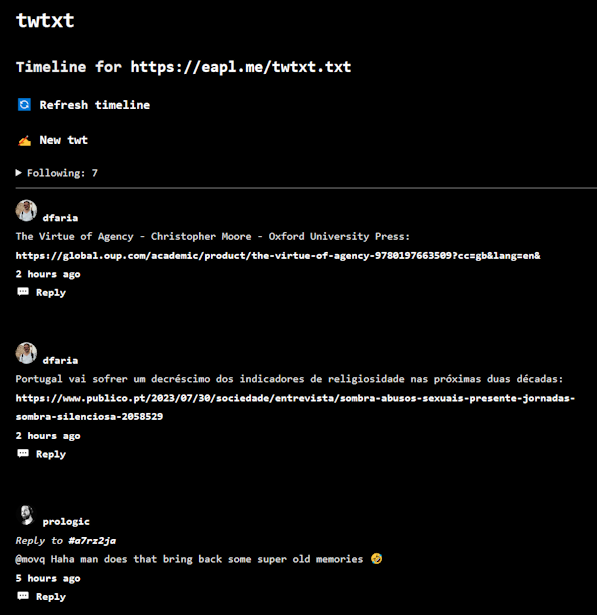 twtxt
Timeline for https://eapl.me/twtxt.txt
🔄 Refresh timeline
✍️ New twt
▶ Following: 7
dfaria
The Virtue of Agency - Christopher Moore - Oxford University Press:
https://global.oup.com/academic/product/the-virtue-of-agency-9780197663509?cc=gb&lang=en&
2 hours ago
💬 Reply
dfaria
Portugal vai sofrer um decréscimo dos indicadores de religiosidade nas próximas duas décadas:
https://www.publico.pt/2023/07/30/sociedade/entrevista/sombra-abusos-sexuais-presente-jornadas-
sombra-silenciosa-2058529
2 hours ago
💬 Reply
prologic
Reply to #a7rz2ja
@movq Haha man does that bring back some super old memories 🤣
5 hours ago
💬 Reply